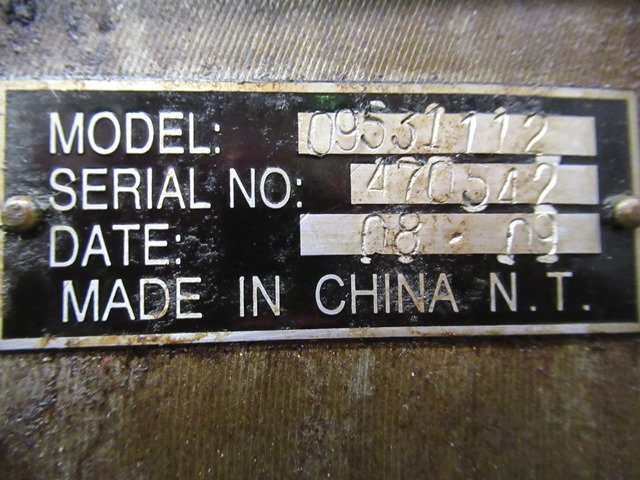 MODEL: 09531112
SERIAL NO: 470542
DATE: 08-09
MADE IN CHINA N.T.